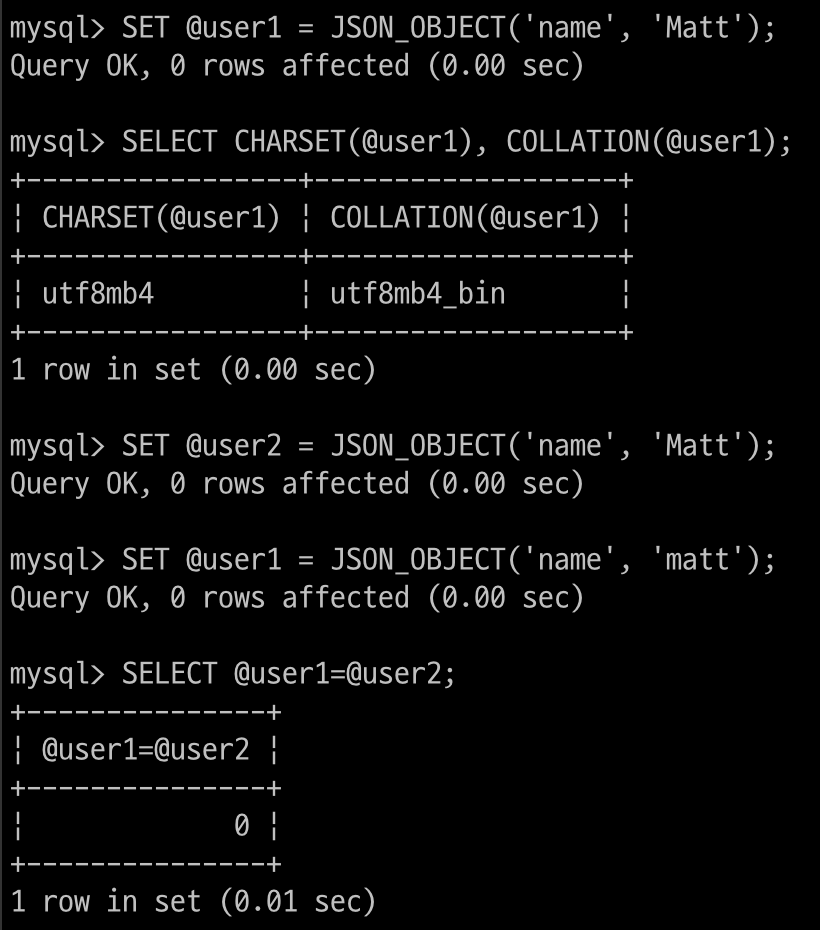 mysql> SET @user1 = JSON_OBJECT('name', 'Matt');
Query OK, 0 rows affected (0.00 sec)

mysql> SELECT CHARSET(@user1), COLLATION(@user1);
+-----------------+-------------------+
¦ CHARSET(@user1) ¦ COLLATION(@user1) ¦
+-----------------+-------------------+
¦ utf8mb4         ¦ utf8mb4_bin       ¦
+-----------------+-------------------+
1 row in set (0.00 sec)

mysql> SET @user2 = JSON_OBJECT('name', 'Matt');
Query OK, 0 rows affected (0.00 sec)

mysql> SET @user1 = JSON_OBJECT('name', 'matt');
Query OK, 0 rows affected (0.00 sec)

mysql> SELECT @user1=@user2;
+---------------+
¦ @user1=@user2 ¦
+---------------+
¦             0 ¦
+---------------+
1 row in set (0.01 sec)